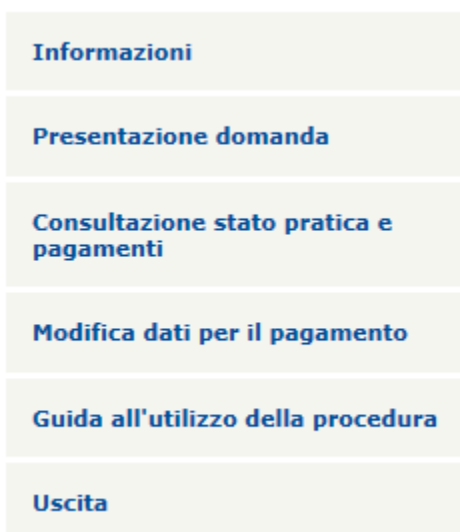 Informazioni
Presentazione domanda
Consultazione stato pratica e
pagamenti
Modifica dati per il pagamento
Guida all'utilizzo della procedura
Uscita